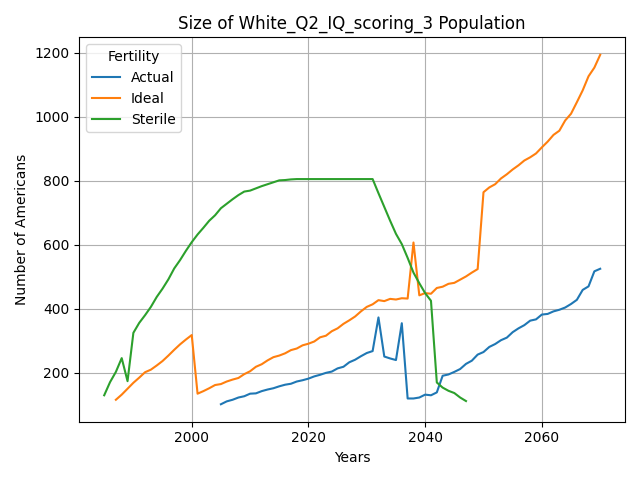 Size of White_Q2_IQ_scoring_3 Population
Fertility
Actual
Ideal
Sterile
Number of Americans
1200
1000
800
600
400
200
2000
2020
2040
2060
Years